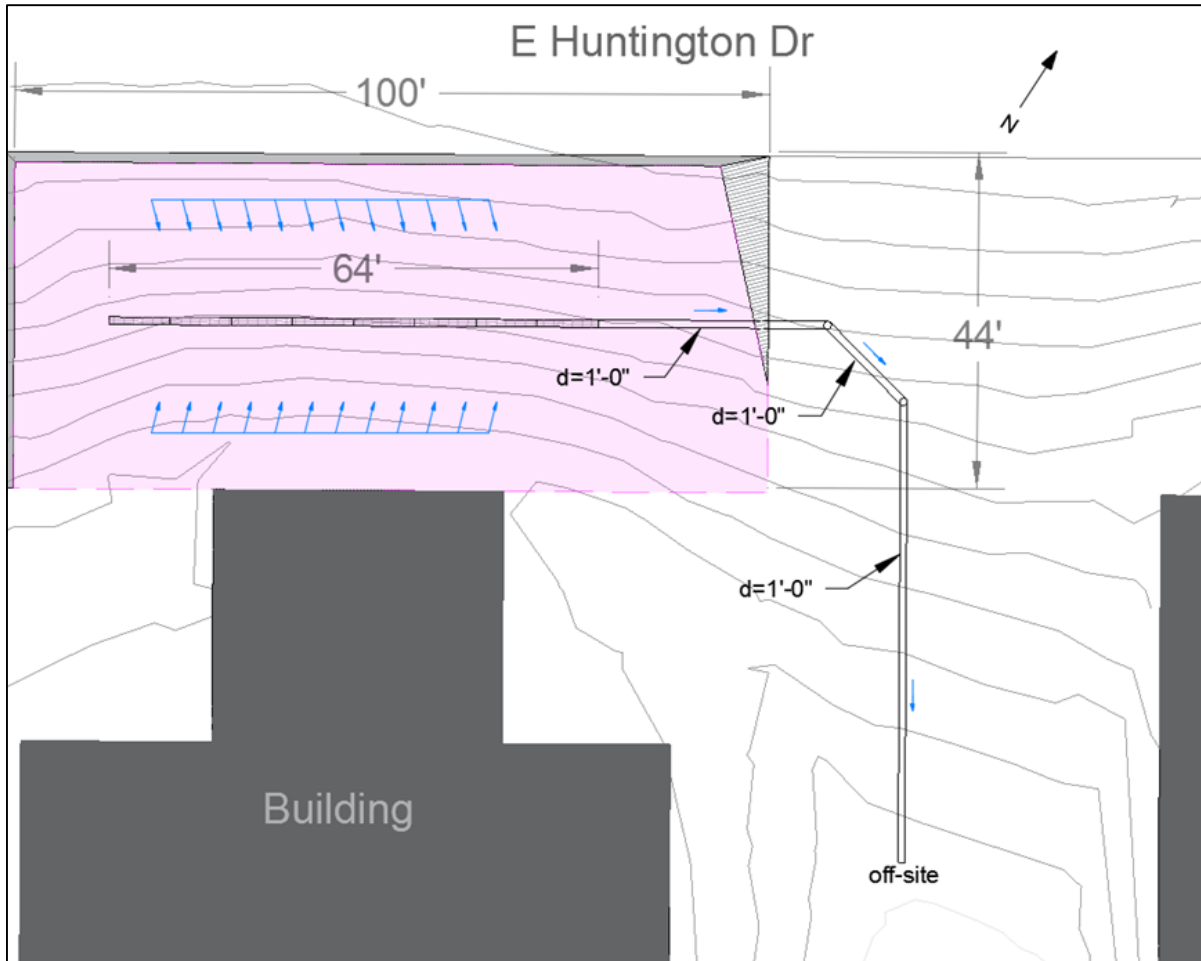 E Huntington Dr
100'
N
64'
44'
d=1'-0"
d=1'-0"
d=1'-0"
Building
off-site